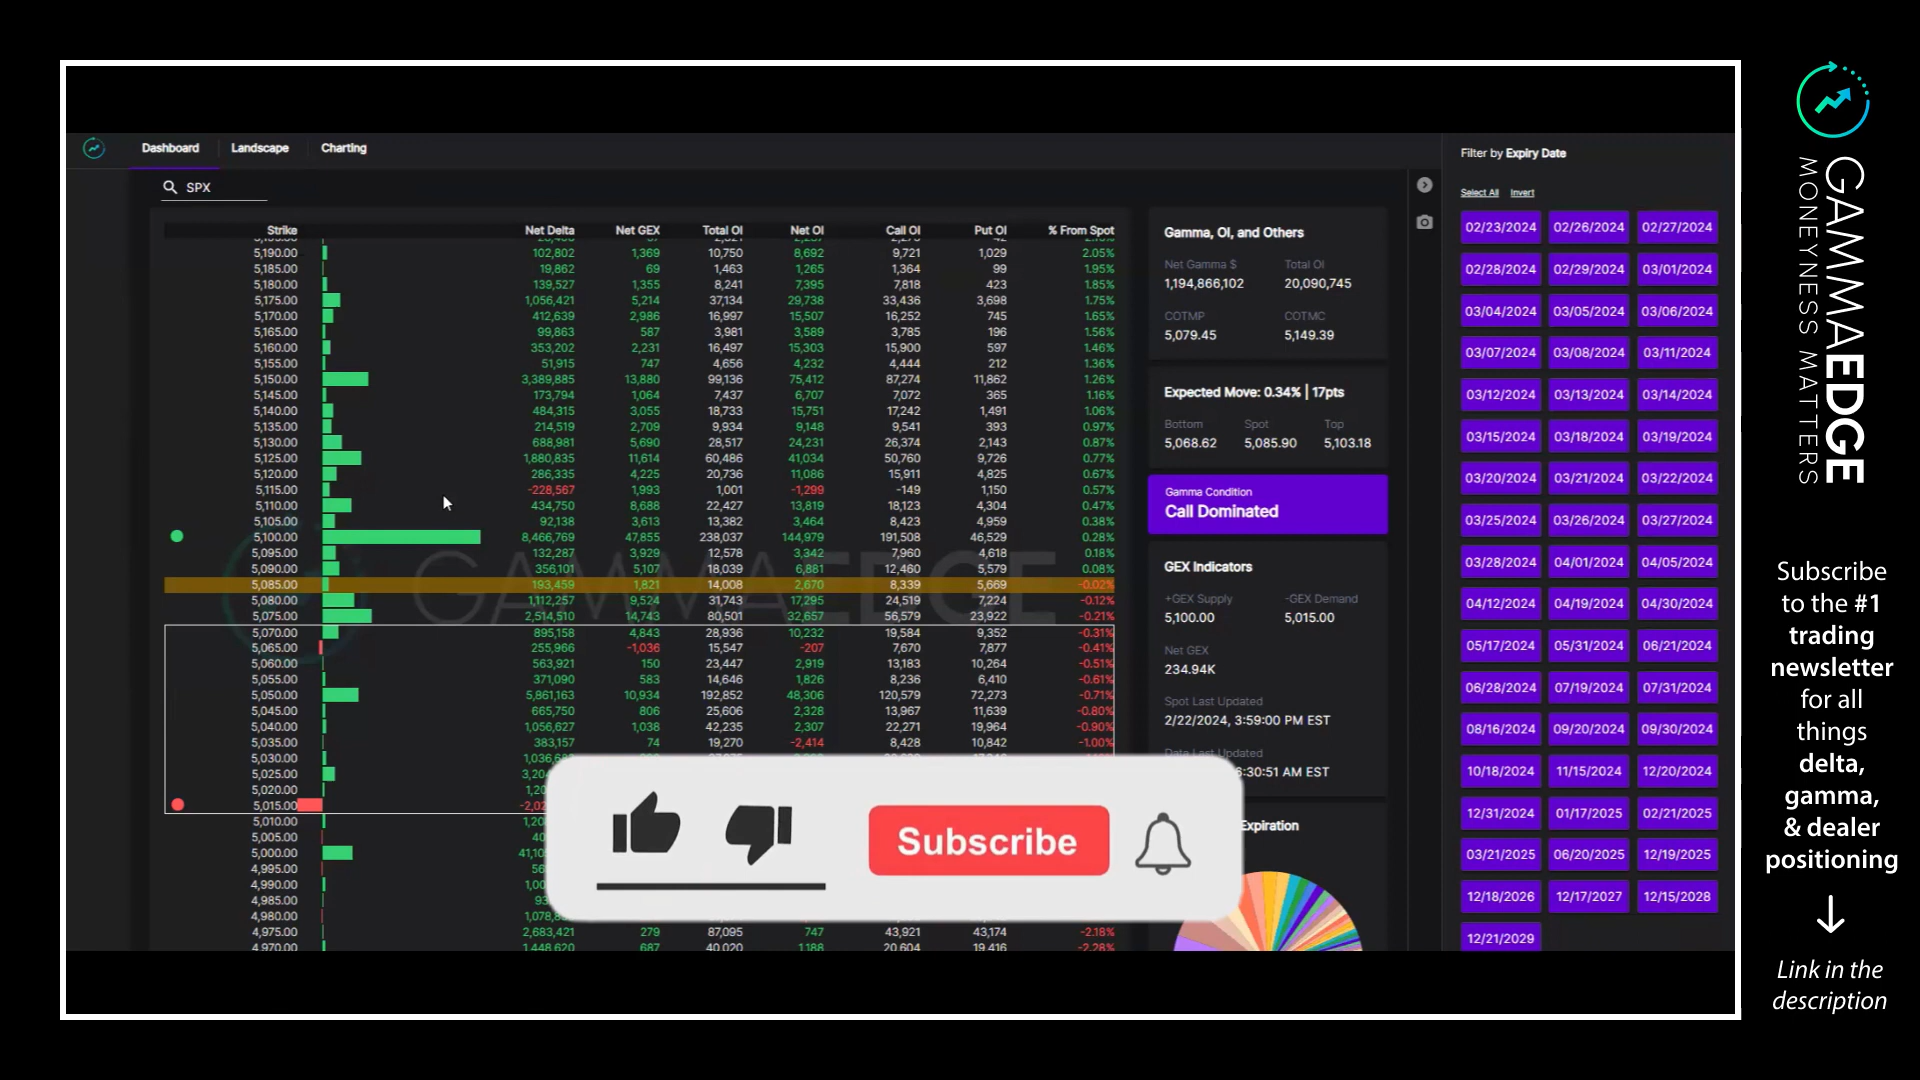 Dashboard
Landscape
Charting
SPX
Strike Net Delta Net GEX Total OI Net OI Call OI Put OI % From Spot
5,190.00 102,802 1,369 10,750 8,692 9,721 1,029 2.05%
5,185.00 19,862 69 1,463 1,265 1,364 99 1.95%
5,180.00 139,527 1,355 8,241 7,395 7,818 423 1.85%
5,175.00 1,056,421 5,214 37,134 29,738 33,436 3,698 1.75%
5,170.00 412,639 2,986 16,997 15,507 16,252 745 1.65%
5,165.00 99,863 587 3,981 3,589 3,785 196 1.56%
5,160.00 353,202 2,231 16,497 15,303 15,900 597 1.46%
5,155.00 51,915 747 4,656 4,232 4,444 212 1.36%
5,150.00 3,389,885 13,880 99,136 75,412 87,274 11,862 1.26%
5,145.00 173,794 1,064 7,437 6,707 7,072 365 1.16%
5,140.00 484,315 3,055 18,733 15,751 17,242 1,491 1.06%
5,135.00 214,519 2,709 9,934 9,148 9,541 393 0.97%
5,130.00 688,981 5,690 28,517 24,231 26,374 2,143 0.87%
5,125.00 1,880,835 11,614 60,486 41,034 50,760 9,726 0.77%
5,120.00 286,335 4,225 20,736 11,086 15,911 4,825 0.67%
5,115.00 -228,567 1,993 1,001 -1,299 -149 1,150 0.57%
5,110.00 434,750 8,688 22,427 13,819 18,123 4,304 0.47%
5,105.00 92,138 3,613 13,382 3,464 8,423 4,959 0.38%
5,100.00 8,466,769 47,855 238,037 144,979 191,508 46,529 0.28%
5,095.00 132,287 3,929 12,578 3,342 7,960 4,618 0.18%
5,090.00 356,101 5,107 18,039 6,881 12,460 5,579 0.08%
5,085.00 193,459 1,821 14,008 2,670 8,339 5,669 -0.02%
5,080.00 1,112,257 9,524 31,743 17,295 24,519 7,224 -0.12%
5,075.00 2,514,510 14,743 80,501 32,657 56,579 23,922 -0.21%
5,070.00 895,158 4,843 28,936 10,232 19,584 9,352 -0.31%
5,065.00 255,966 -1,036 15,547 -207 7,670 7,877 -0.41%
5,060.00 563,921 150 23,447 2,919 13,183 10,264 -0.51%
5,055.00 371,090 583 14,646 1,826 8,236 6,410 -0.61%
5,050.00 5,861,163 10,934 192,852 48,306 120,579 72,273 -0.71%
5,045.00 665,750 806 25,606 2,328 13,967 11,639 -0.80%
5,040.00 1,056,627 1,038 42,235 2,307 22,271 19,964 -0.90%
5,035.00 383,157 74 19,270 -2,414 8,428 10,842 -1.00%
5,030.00
5,025.00
5,020.00
5,015.00
5,010.00
5,005.00
5,000.00
4,995.00
4,990.00
4,985.00
4,980.00
4,975.00 2,683,421 279 87,095 747 43,921 43,174 -2.18%
4,970.00 1,448,620 687 40,020 1,188 20,604 19,416 -2.28%
GAMMAEDGE
Gamma, OI, and Others
Net Gamma $ Total OI
1,194,866,102 20,090,745
COTMP COTMC
5,079.45 5,149.39
Expected Move: 0.34% | 17pts
Bottom Spot Top
5,068.62 5,085.90 5,103.18
Gamma Condition
Call Dominated
GEX Indicators
+GEX Supply -GEX Demand
5,100.00 5,015.00
Net GEX
234.94K
Spot Last Updated
2/22/2024, 3:59:00 PM EST
Data Last Updated
:30:51 AM EST
Expiration
Subscribe
Filter by Expiry Date
Select All Invert
02/23/2024 02/26/2024 02/27/2024
02/28/2024 02/29/2024 03/01/2024
03/04/2024 03/05/2024 03/06/2024
03/07/2024 03/08/2024 03/11/2024
03/12/2024 03/13/2024 03/14/2024
03/15/2024 03/18/2024 03/19/2024
03/20/2024 03/21/2024 03/22/2024
03/25/2024 03/26/2024 03/27/2024
03/28/2024 04/01/2024 04/05/2024
04/12/2024 04/19/2024 04/30/2024
05/17/2024 05/31/2024 06/21/2024
06/28/2024 07/19/2024 07/31/2024
08/16/2024 09/20/2024 09/30/2024
10/18/2024 11/15/2024 12/20/2024
12/31/2024 01/17/2025 02/21/2025
03/21/2025 06/20/2025 12/19/2025
12/18/2026 12/17/2027 12/15/2028
12/21/2029
GAMMAEDGE
MONEYNESS MATTERS
Subscribe
to the #1
trading
newsletter
for all
things
delta,
gamma,
& dealer
positioning
Link in the
description